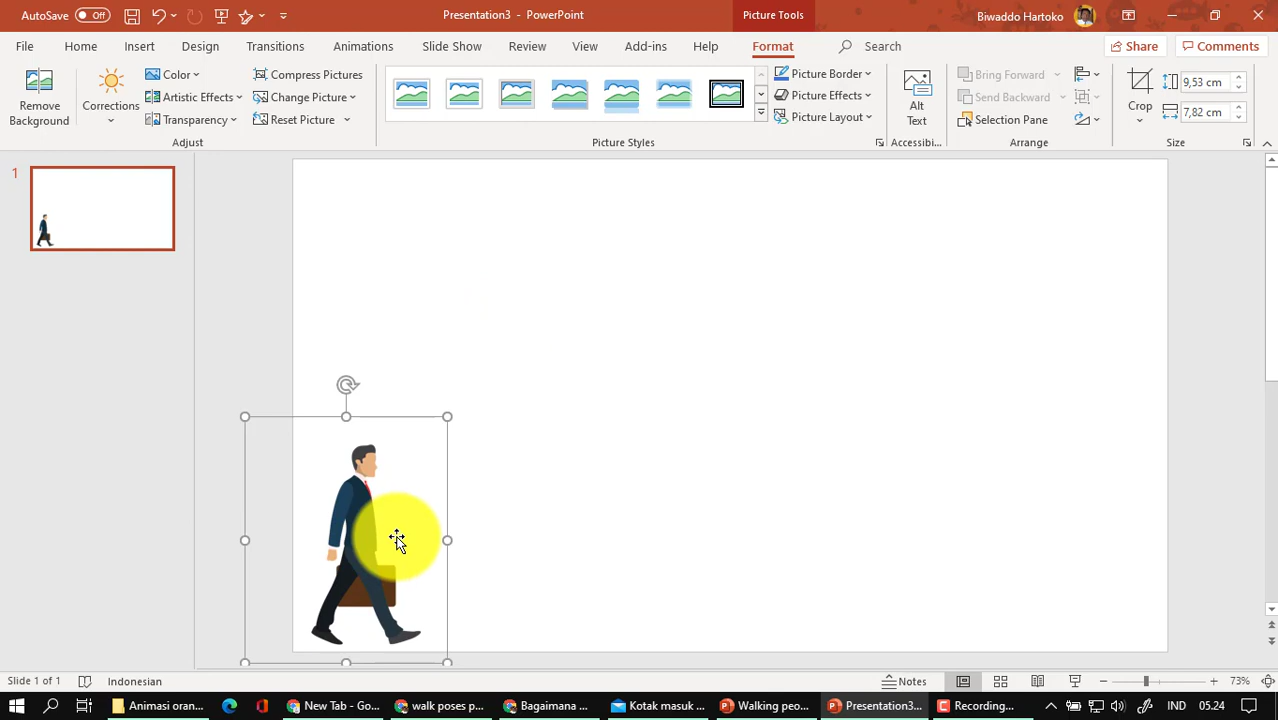 AutoSave Off Presentation3 - PowerPoint Picture Tools Biwaddo Hartoko
File Home Insert Design Transitions Animations Slide Show Review View Add-ins Help Format Search Share Comments
Remove Background
Corrections
Color
Artistic Effects
Transparency
Compress Pictures
Change Picture
Reset Picture
Adjust
Picture Border
Picture Effects
Picture Layout
Picture Styles
Alt Text
Accessibi...
Bring Forward
Send Backward
Selection Pane
Arrange
Crop
9,53 cm
7,82 cm
Size
1
Slide 1 of 1 Indonesian Notes 73%
Animasi oran... New Tab - Go... walk poses p... Bagaimana ... Kotak masuk ... Walking peo... Presentation3... Recording... IND 05.24